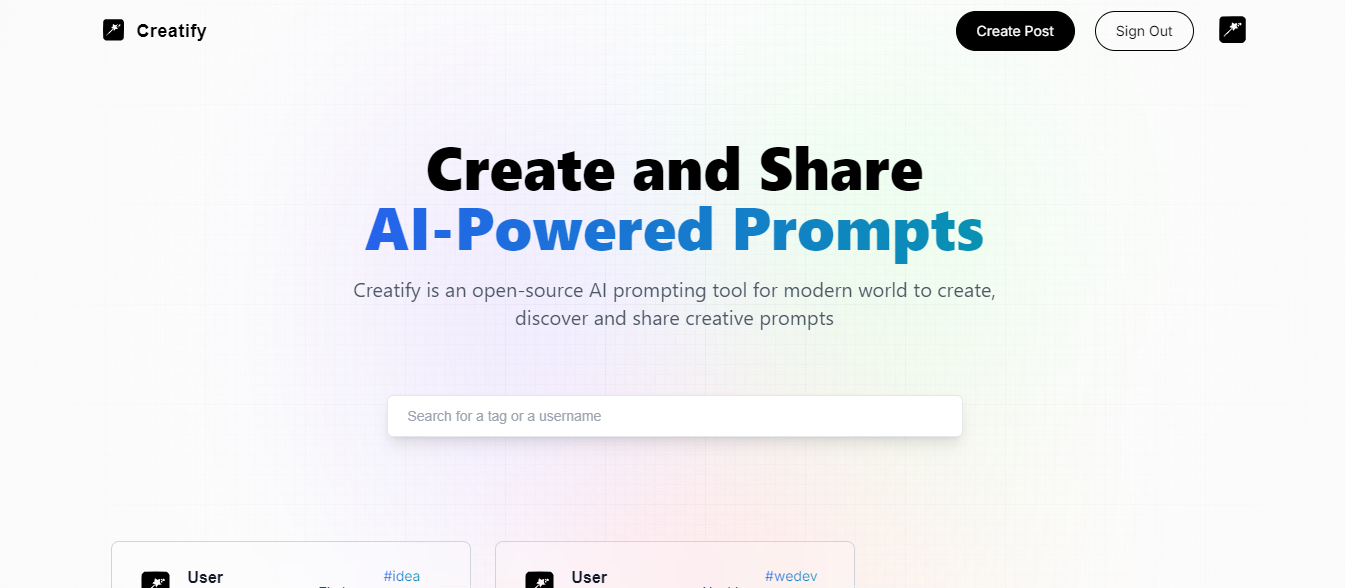 Creatify
Create Post
Sign Out
Create and Share
AI-Powered Prompts
Creatify is an open-source AI prompting tool for modern world to create,
discover and share creative prompts
Search for a tag or a username
User
#idea
User
#wedev